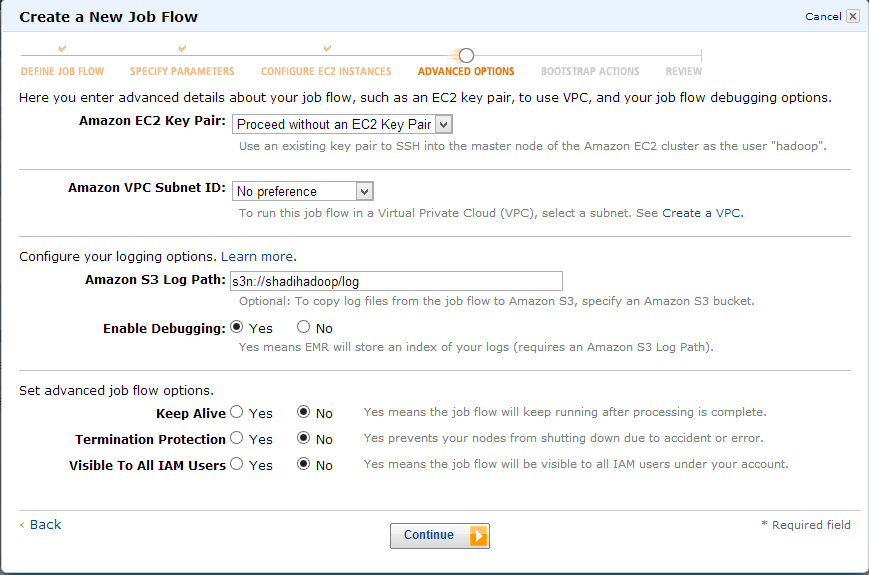 Create a New Job Flow
Cancel
DEFINE JOB FLOW SPECIFY PARAMETERS CONFIGURE EC2 INSTANCES ADVANCED OPTIONS BOOTSTRAP ACTIONS REVIEW
Here you enter advanced details about your job flow, such as an EC2 key pair, to use VPC, and your job flow debugging options.
Amazon EC2 Key Pair: Proceed without an EC2 Key Pair
Use an existing key pair to SSH into the master node of the Amazon EC2 cluster as the user "hadoop".
Amazon VPC Subnet ID: No preference
To run this job flow in a Virtual Private Cloud (VPC), select a subnet. See Create a VPC.
Configure your logging options. Learn more.
Amazon S3 Log Path: s3n://shadihadoop/log
Optional: To copy log files from the job flow to Amazon S3, specify an Amazon S3 bucket.
Enable Debugging: Yes No
Yes means EMR will store an index of your logs (requires an Amazon S3 Log Path).
Set advanced job flow options.
Keep Alive Yes No Yes means the job flow will keep running after processing is complete.
Termination Protection Yes No Yes prevents your nodes from shutting down due to accident or error.
Visible To All IAM Users Yes No Yes means the job flow will be visible to all IAM users under your account.
‹ Back
Continue
* Required field